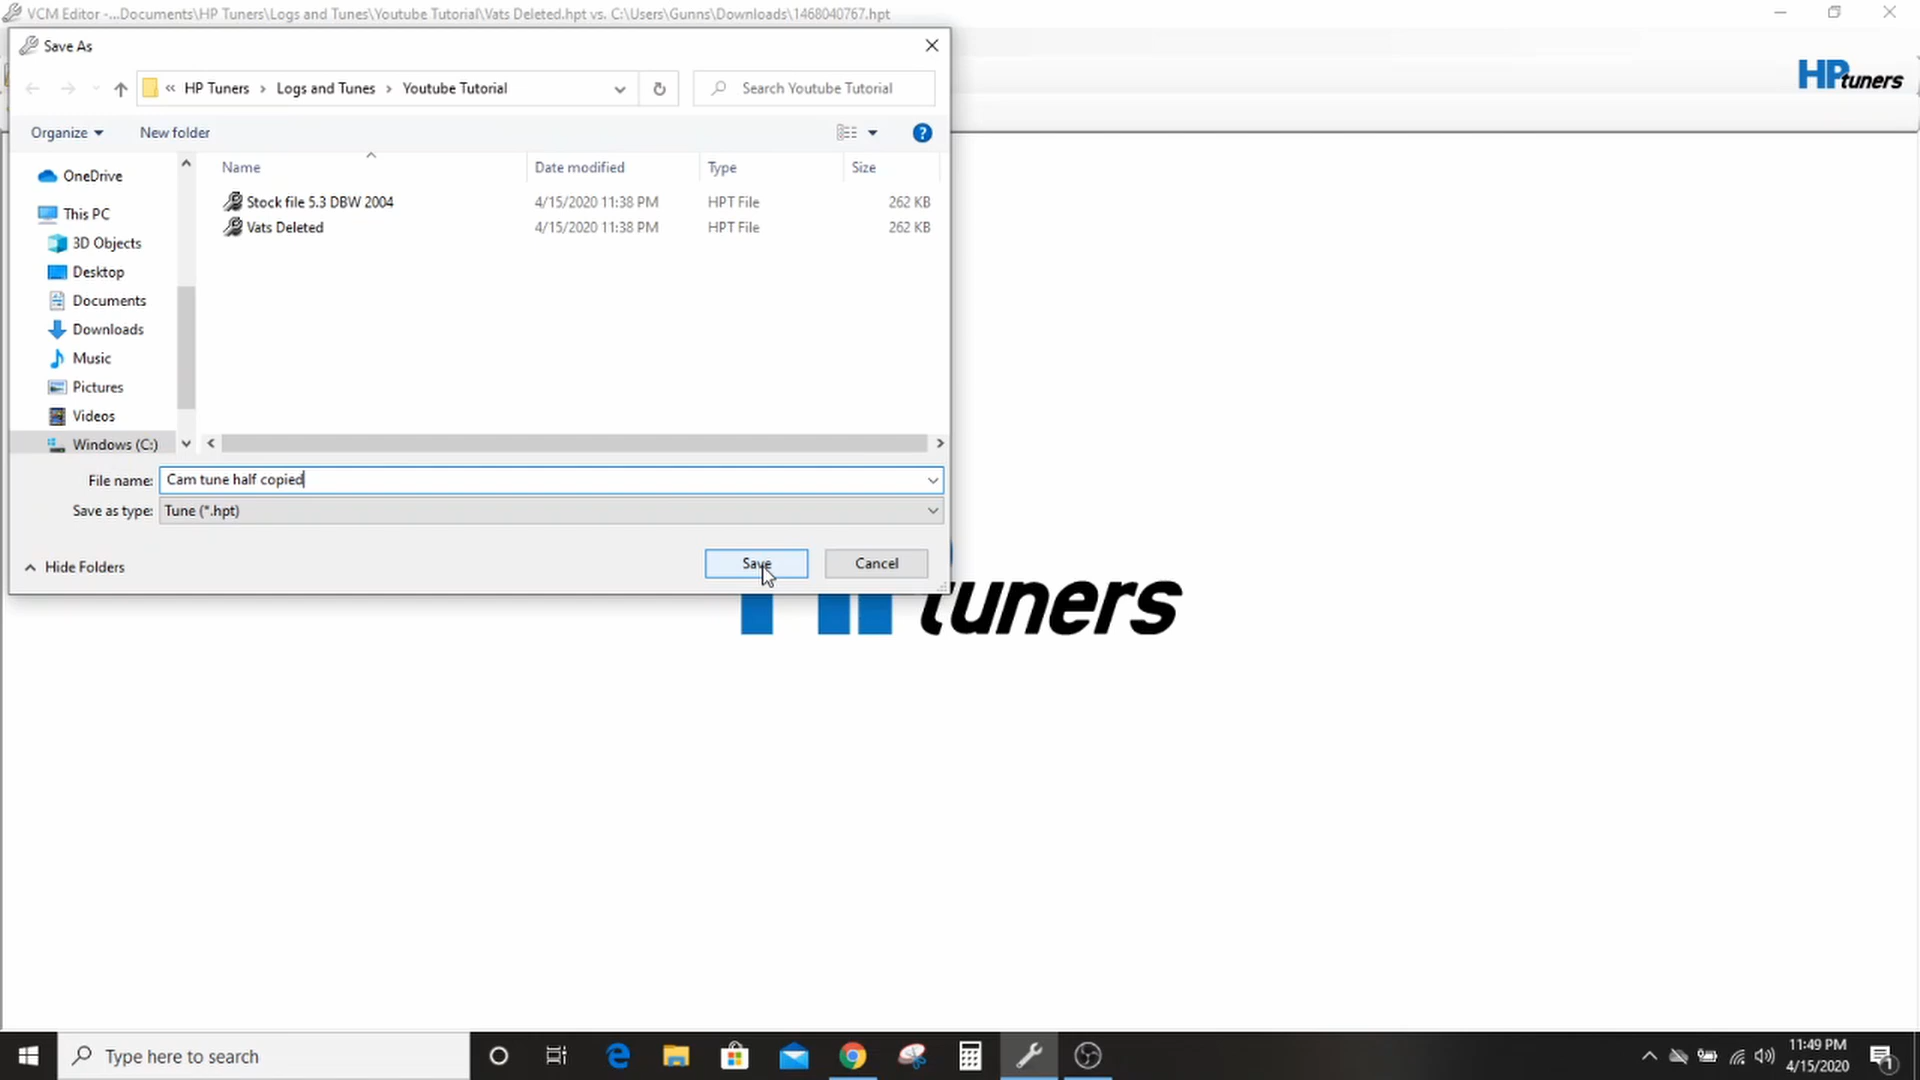 VCM Editor -...Documents\HP Tuners\Logs and Tunes\Youtube Tutorial\Vats Deleted.hpt vs. C:\Users\Gunns\Downloads\1468040767.hpt
Save As
HP tuners
« HP Tuners › Logs and Tunes › Youtube Tutorial
Search Youtube Tutorial
Organize
New folder
?
Name Date modified Type Size
OneDrive
This PC
3D Objects
Desktop
Documents
Downloads
Music
Pictures
Videos
Windows (C:)
Stock file 5.3 DBW 2004 4/15/2020 11:38 PM HPT File 262 KB
Vats Deleted 4/15/2020 11:38 PM HPT File 262 KB
File name: Cam tune half copied
Save as type: Tune (*.hpt)
Hide Folders
Save
Cancel
tuners
Type here to search
11:49 PM
4/15/2020
1